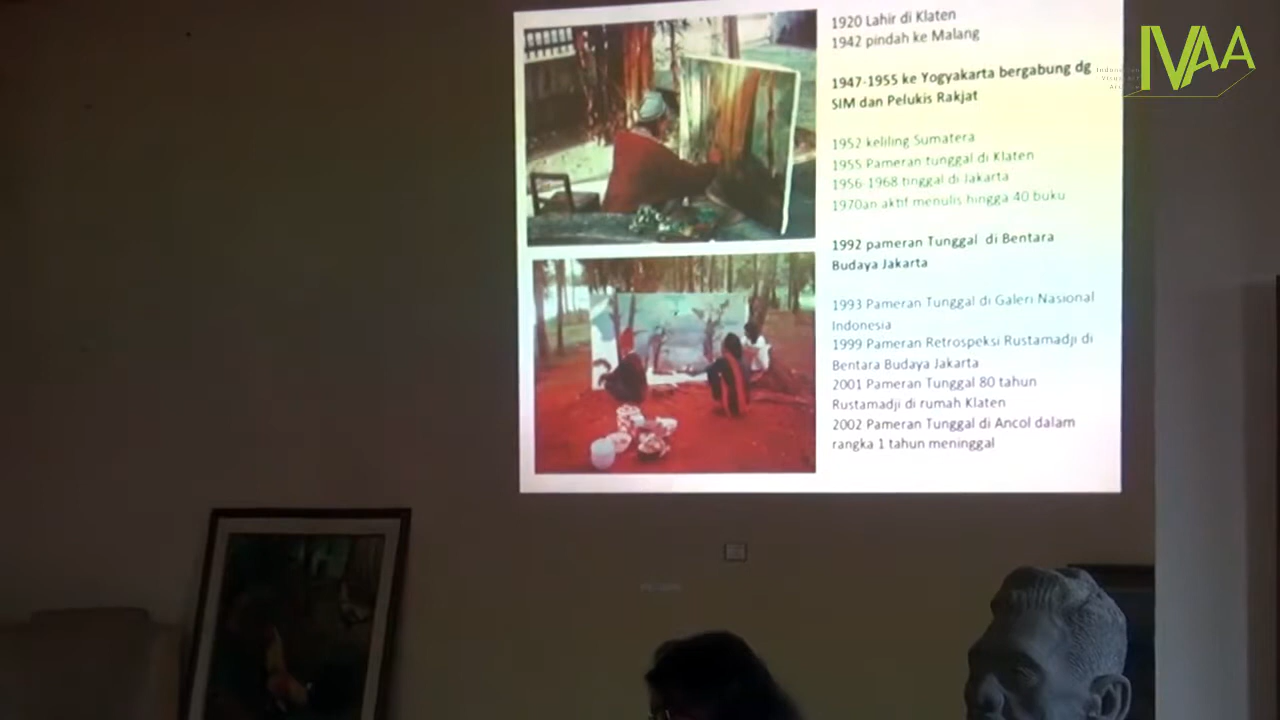 1920 Lahir di Klaten
1942 pindah ke Malang
1947-1955 ke Yogyakarta bergabung dg
SIM dan Pelukis Rakjat
1952 keliling Sumatera
1955 Pameran tunggal di Klaten
1956-1968 tinggal di Jakarta
1970an aktif menulis hingga 40 buku
1992 pameran Tunggal di Bentara
Budaya Jakarta
1993 Pameran Tunggal di Galeri Nasional
Indonesia
1999 Pameran Retrospeksi Rustamadji di
Bentara Budaya Jakarta
2001 Pameran Tunggal 80 tahun
Rustamadji di rumah Klaten
2002 Pameran Tunggal di Ancol dalam
rangka 1 tahun meninggal
IVAA